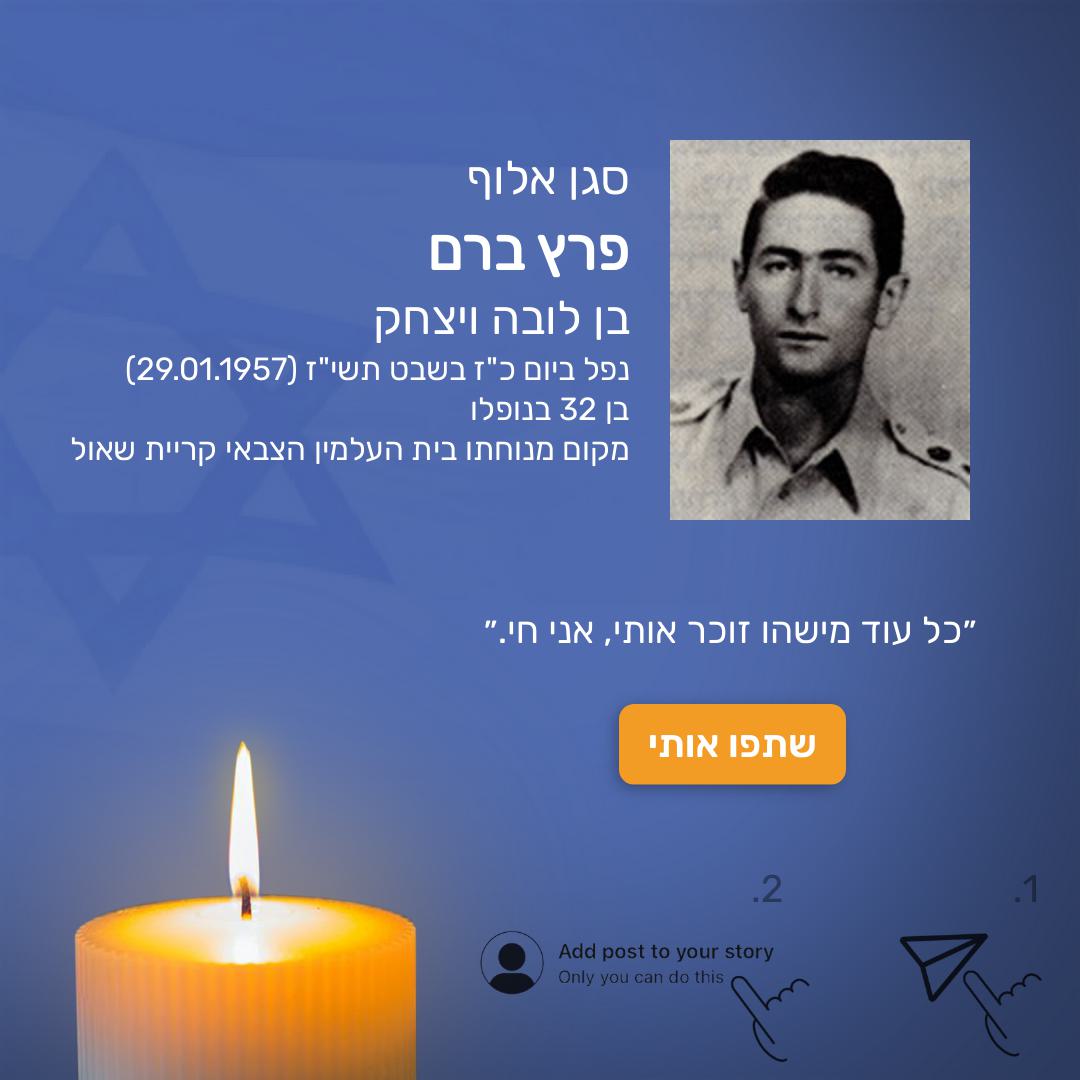 סגן אלוף
פרץ ברם
בן לובה ויצחק
נפל ביום כ"ז בשבט תשי"ז (29.01.1957)
בן 32 בנופלו
מקום מנוחתו בית העלמין הצבאי קריית שאול
״כל עוד מישהו זוכר אותי, אני חי.״
שתפו אותי
1.
2.
Add post to your story
Only you can do this